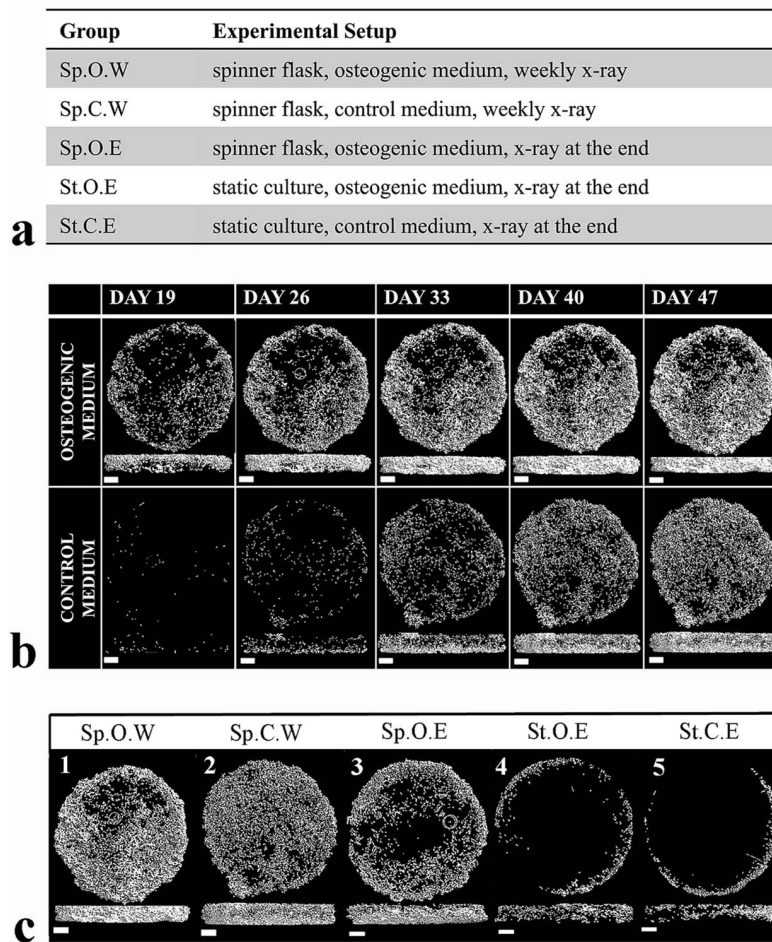 Group Experimental Setup
Sp.O.W spinner flask, osteogenic medium, weekly x-ray
Sp.C.W spinner flask, control medium, weekly x-ray
Sp.O.E spinner flask, osteogenic medium, x-ray at the end
St.O.E static culture, osteogenic medium, x-ray at the end
St.C.E static culture, control medium, x-ray at the end
a
DAY 19 DAY 26 DAY 33 DAY 40 DAY 47
OSTEOGENIC
MEDIUM
CONTROL
MEDIUM
b
Sp.O.W Sp.C.W Sp.O.E St.O.E St.C.E
1 2 3 4 5
c